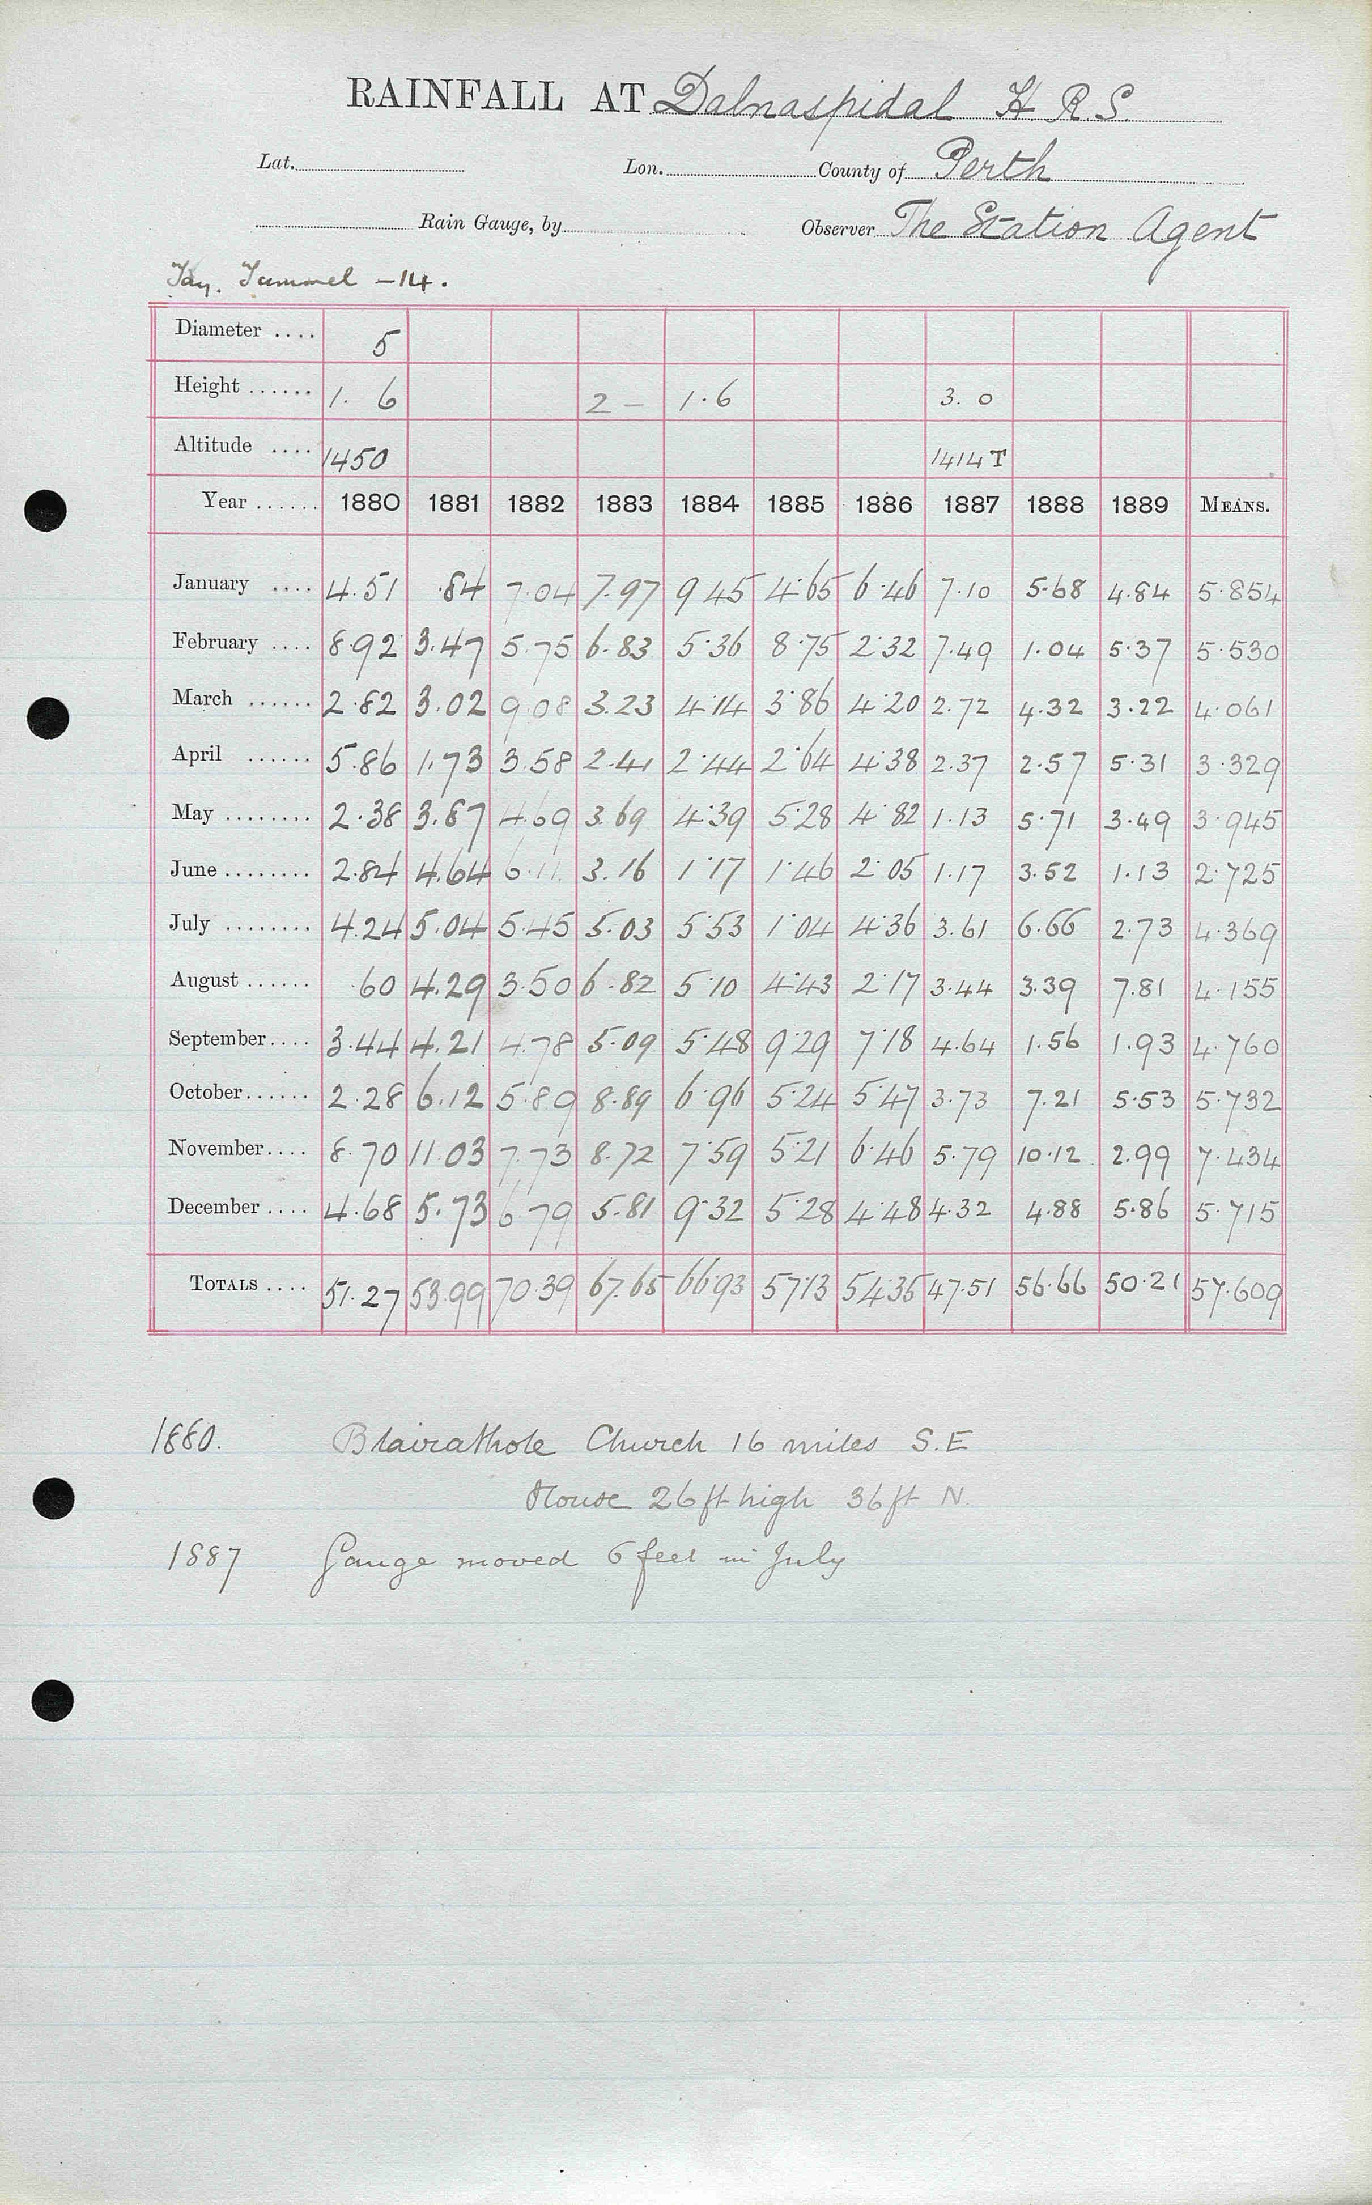 RAINFALL AT Dalnaspidal H. R. S.
Lat. Lon. County of Perth
Rain Gauge, by Observer The Station Agent
Tay. Tummel - 14.
Diameter .... 5
Height ...... 1. 6 2 - 1.6 3. 0
Altitude .... 1450 1414 T
Year ...... 1880 1881 1882 1883 1884 1885 1886 1887 1888 1889 MEANS.
January .... 4.51 .84 7.04 7.97 9.45 4.65 6.46 7.10 5.68 4.84 5.854
February .... 8.92 3.47 5.75 6.83 5.36 8.75 2.32 7.49 1.04 5.37 5.530
March ...... 2.82 3.02 9.08 3.23 4.14 3.86 4.20 2.72 4.32 3.22 4.061
April ...... 5.86 1.73 3.58 2.41 2.44 2.64 4.38 2.37 2.57 5.31 3.329
May ........ 2.38 3.87 4.69 3.69 4.39 5.28 4.82 1.13 5.71 3.49 3.945
June ........ 2.84 4.64 6.11 3.16 1.17 1.46 2.05 1.17 3.52 1.13 2.725
July ........ 4.24 5.04 5.45 5.03 5.53 1.04 4.36 3.61 6.66 2.73 4.369
August ...... .60 4.29 3.50 6.82 5.10 4.43 2.17 3.44 3.39 7.81 4.155
September.... 3.44 4.21 4.78 5.09 5.48 9.29 7.18 4.64 1.56 1.93 4.760
October...... 2.28 6.12 5.89 8.89 6.96 5.24 5.47 3.73 7.21 5.53 5.732
November.... 8.70 11.03 7.73 8.72 7.59 5.21 6.46 5.79 10.12 2.99 7.434
December .... 4.68 5.73 6.79 5.81 9.32 5.28 4.48 4.32 4.88 5.86 5.715
TOTALS .... 51.27 53.99 70.39 67.65 66.93 57.13 54.35 47.51 56.66 50.21 57.609
1880. Blairathole Church 16 miles S.E
House 26 ft high 36 ft N.
1887 Gauge moved 6 feet in July